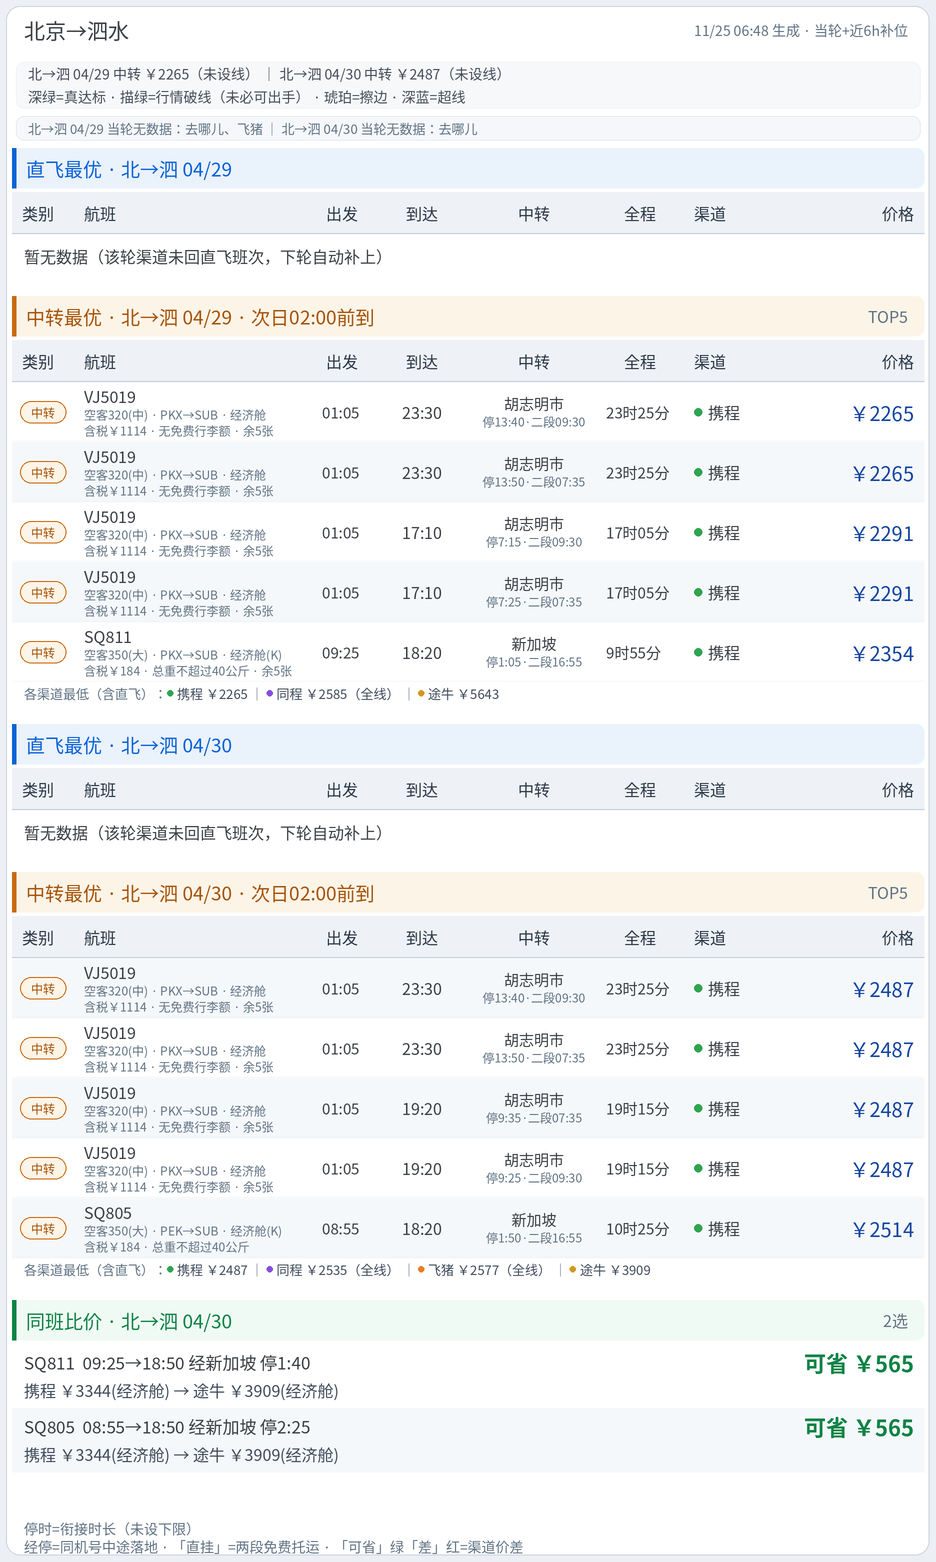 北京→泗水
11/25 06:48 生成 · 当轮+近6h补位
北→泗 04/29 中转 ￥2265（未设线） ｜ 北→泗 04/30 中转 ￥2487（未设线）
深绿=真达标 · 描绿=行情破线（未必可出手） · 琥珀=擦边 · 深蓝=超线
北→泗 04/29 当轮无数据：去哪儿、飞猪 ｜ 北→泗 04/30 当轮无数据：去哪儿
直飞最优 · 北→泗 04/29
类别 航班 出发 到达 中转 全程 渠道 价格
暂无数据（该轮渠道未回直飞班次，下轮自动补上）
中转最优 · 北→泗 04/29 · 次日02:00前到 TOP5
类别 航班 出发 到达 中转 全程 渠道 价格
VJ5019
中转 空客320(中) · PKX→SUB · 经济舱 01:05 23:30 胡志明市 23时25分 携程 ￥2265
含税￥1114 · 无免费行李额 · 余5张 停13:40·二段09:30
VJ5019
中转 空客320(中) · PKX→SUB · 经济舱 01:05 23:30 胡志明市 23时25分 携程 ￥2265
含税￥1114 · 无免费行李额 · 余5张 停13:50·二段07:35
VJ5019
中转 空客320(中) · PKX→SUB · 经济舱 01:05 17:10 胡志明市 17时05分 携程 ￥2291
含税￥1114 · 无免费行李额 · 余5张 停7:15·二段09:30
VJ5019
中转 空客320(中) · PKX→SUB · 经济舱 01:05 17:10 胡志明市 17时05分 携程 ￥2291
含税￥1114 · 无免费行李额 · 余5张 停7:25·二段07:35
SQ811
中转 空客350(大) · PKX→SUB · 经济舱(K) 09:25 18:20 新加坡 9时55分 携程 ￥2354
含税￥184 · 总重不超过40公斤 · 余5张 停1:05·二段16:55
各渠道最低（含直飞）：携程 ￥2265 ｜ 同程 ￥2585（全线） ｜ 途牛 ￥5643
直飞最优 · 北→泗 04/30
类别 航班 出发 到达 中转 全程 渠道 价格
暂无数据（该轮渠道未回直飞班次，下轮自动补上）
中转最优 · 北→泗 04/30 · 次日02:00前到 TOP5
类别 航班 出发 到达 中转 全程 渠道 价格
VJ5019
中转 空客320(中) · PKX→SUB · 经济舱 01:05 23:30 胡志明市 23时25分 携程 ￥2487
含税￥1114 · 无免费行李额 · 余5张 停13:40·二段09:30
VJ5019
中转 空客320(中) · PKX→SUB · 经济舱 01:05 23:30 胡志明市 23时25分 携程 ￥2487
含税￥1114 · 无免费行李额 · 余5张 停13:50·二段07:35
VJ5019
中转 空客320(中) · PKX→SUB · 经济舱 01:05 19:20 胡志明市 19时15分 携程 ￥2487
含税￥1114 · 无免费行李额 · 余5张 停9:35·二段07:35
VJ5019
中转 空客320(中) · PKX→SUB · 经济舱 01:05 19:20 胡志明市 19时15分 携程 ￥2487
含税￥1114 · 无免费行李额 · 余5张 停9:25·二段09:30
SQ805
中转 空客350(大) · PEK→SUB · 经济舱(K) 08:55 18:20 新加坡 10时25分 携程 ￥2514
含税￥184 · 总重不超过40公斤 停1:50·二段16:55
各渠道最低（含直飞）：携程 ￥2487 ｜ 同程 ￥2535（全线） ｜ 飞猪 ￥2577（全线） ｜ 途牛 ￥3909
同班比价 · 北→泗 04/30 2选
SQ811 09:25→18:50 经新加坡 停1:40 可省 ￥565
携程 ￥3344(经济舱) → 途牛 ￥3909(经济舱)
SQ805 08:55→18:50 经新加坡 停2:25 可省 ￥565
携程 ￥3344(经济舱) → 途牛 ￥3909(经济舱)
停时=衔接时长（未设下限）
经停=同机号中途落地 · 「直挂」=两段免费托运 · 「可省」绿「差」红=渠道价差